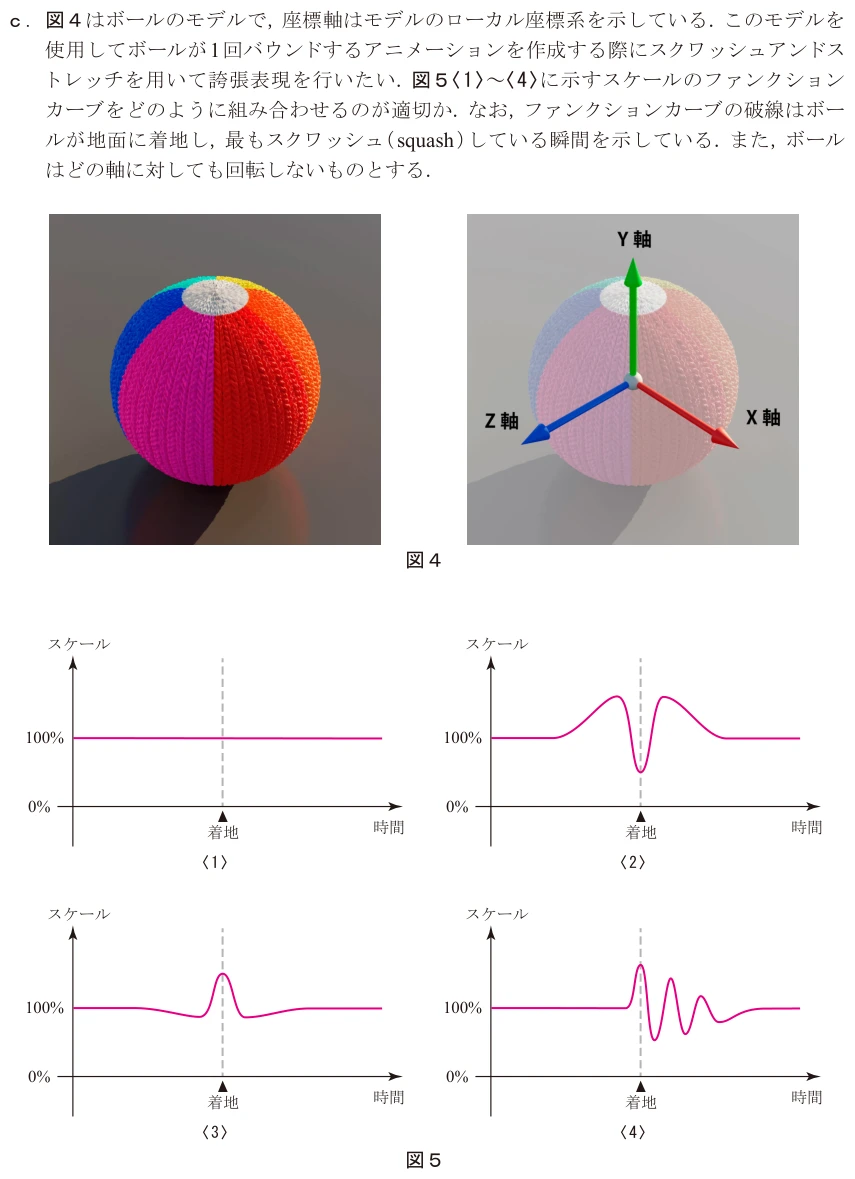 c． 図4はボールのモデルで，座標軸はモデルのローカル座標系を示している．このモデルを
使用してボールが1回バウンドするアニメーションを作成する際にスクワッシュアンドス
トレッチを用いて誇張表現を行いたい．図5〈1〉～〈4〉に示すスケールのファンクション
カーブをどのように組み合わせるのが適切か．なお，ファンクションカーブの破線はボー
ルが地面に着地し，最もスクワッシュ（squash）している瞬間を示している．また，ボール
はどの軸に対しても回転しないものとする．
Y軸
Z軸
X軸
図4
スケール
100%
0%
着地
時間
〈1〉
スケール
100%
0%
着地
時間
〈2〉
スケール
100%
0%
着地
時間
〈3〉
スケール
100%
0%
着地
時間
〈4〉
図5